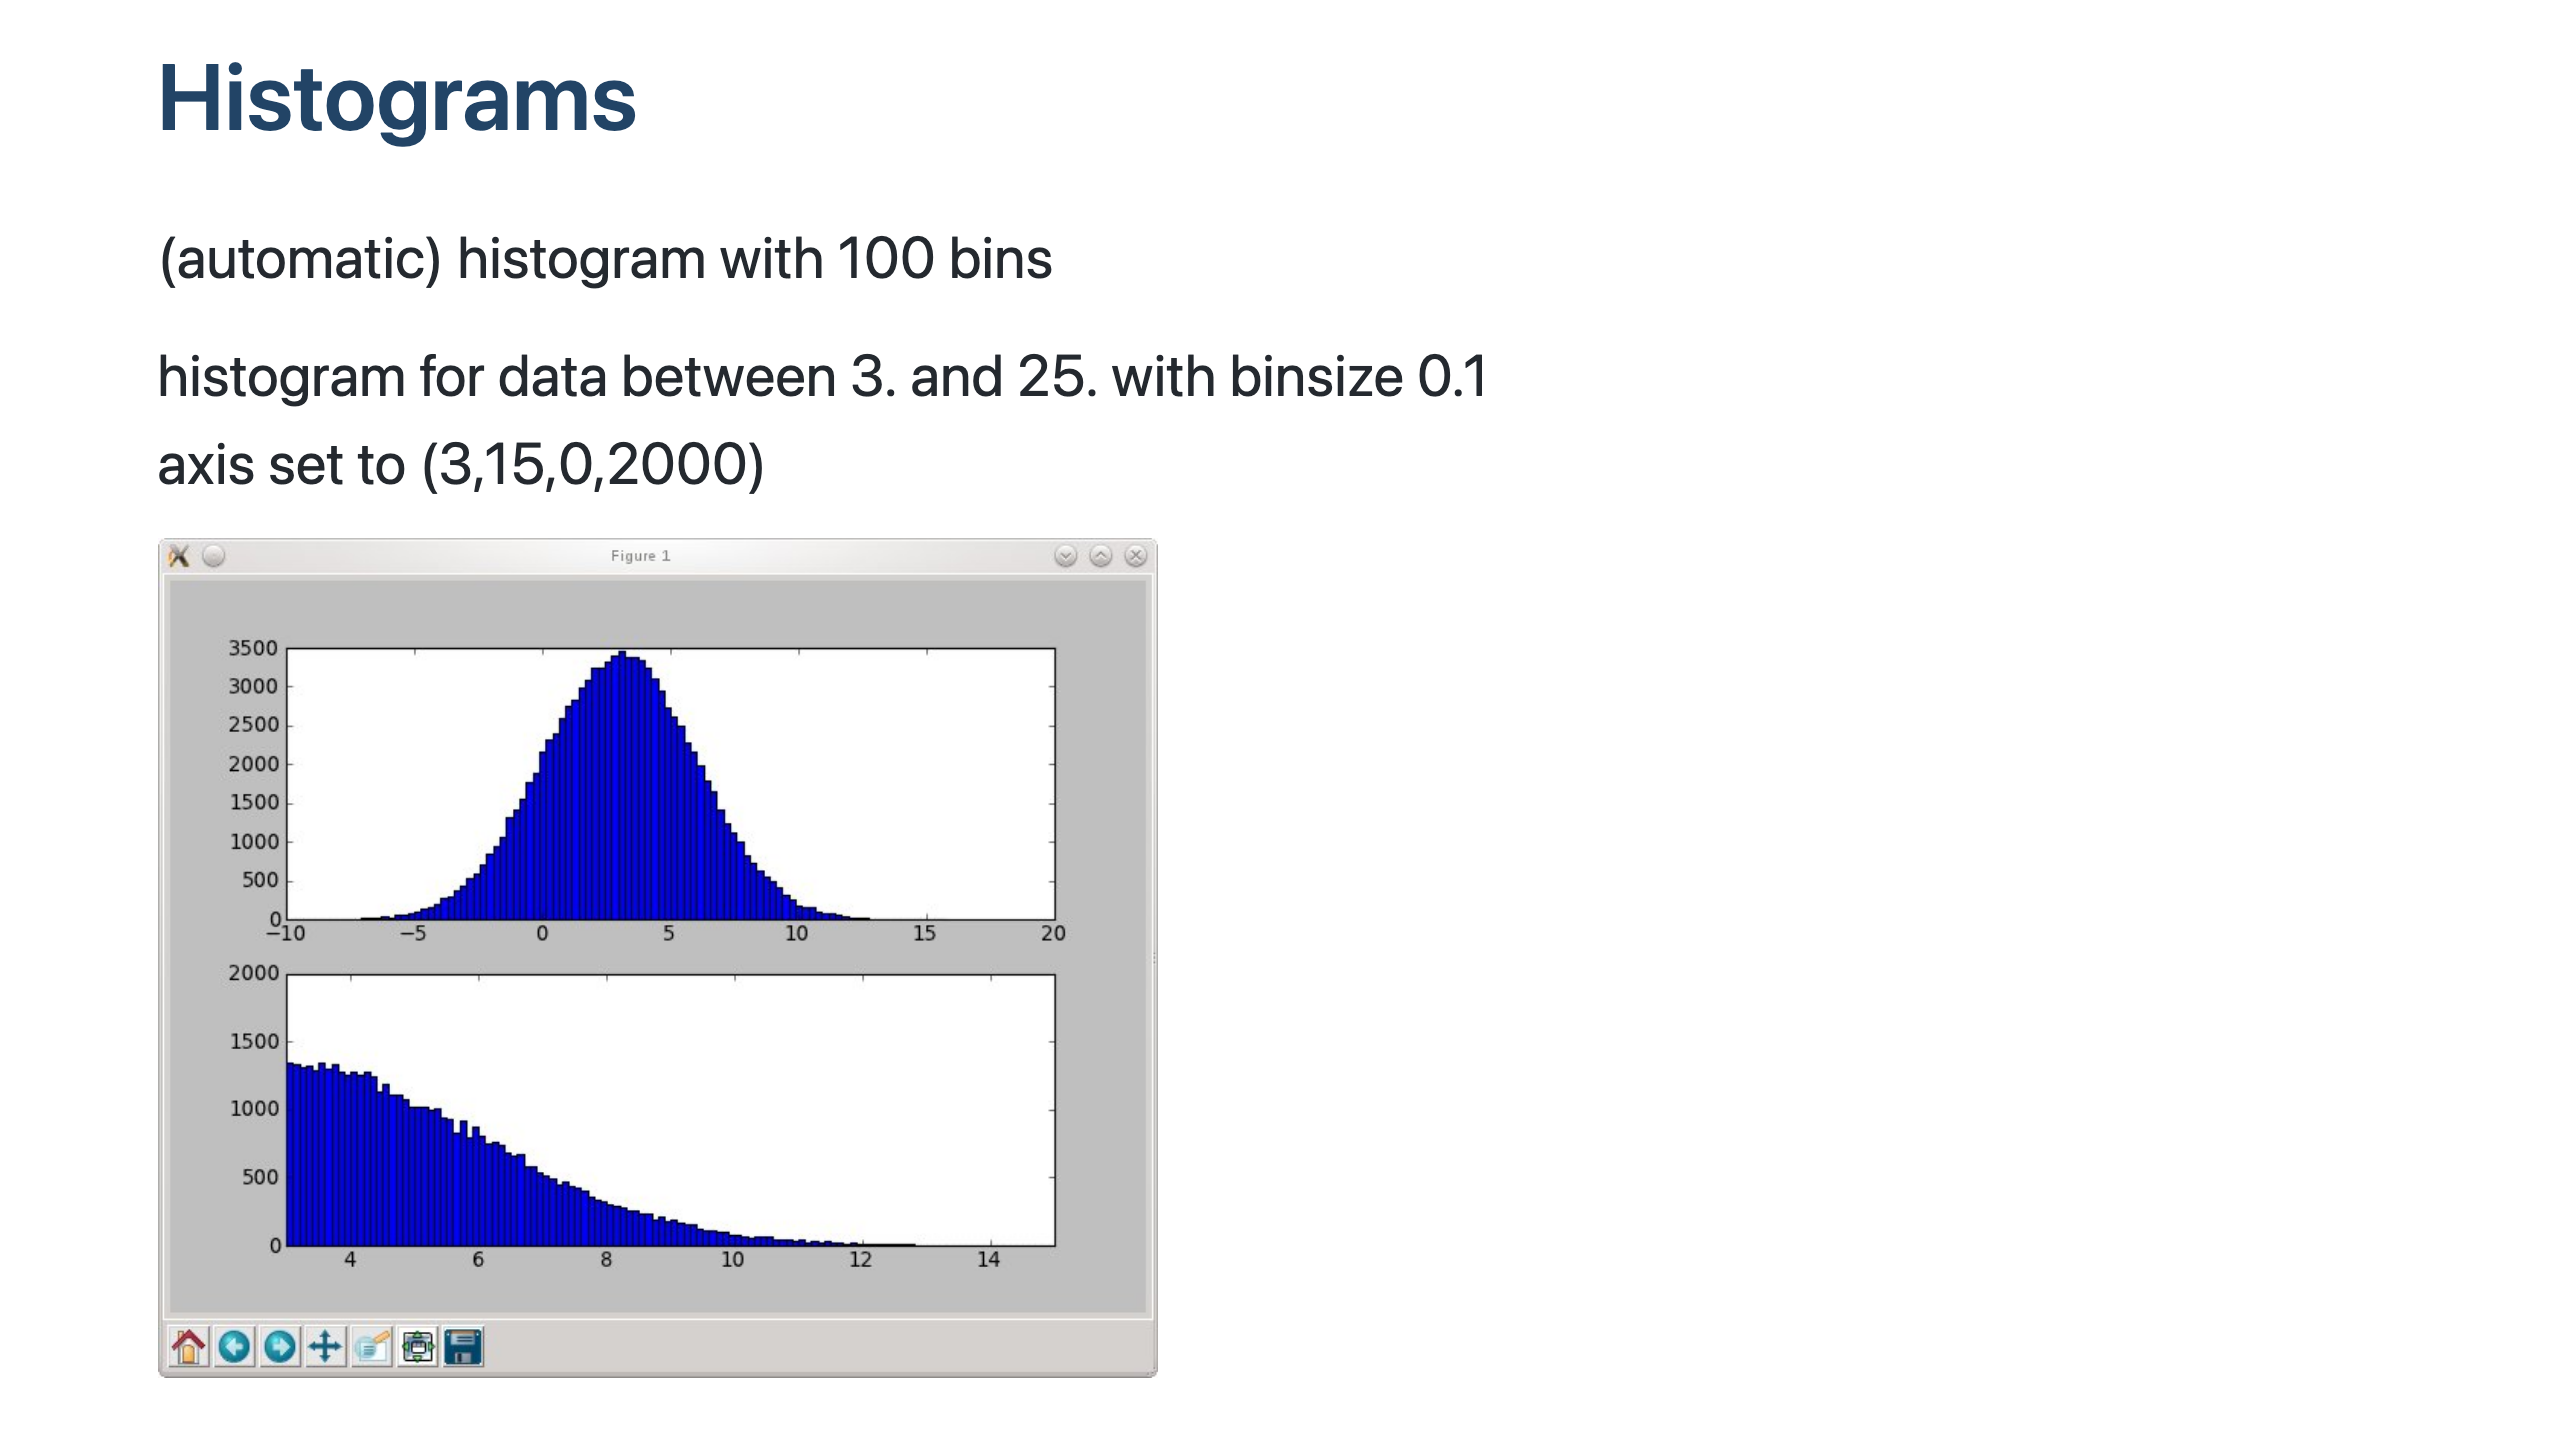 Histograms
(automatic) histogram with 100 bins
histogram for data between 3. and 25. with binsize 0.1
axis set to (3,15,0,2000)
Figure 1
3500
3000
2500
2000
1500
1000
500
0
−10 −5 0 5 10 15 20
2000
1500
1000
500
0
4 6 8 10 12 14